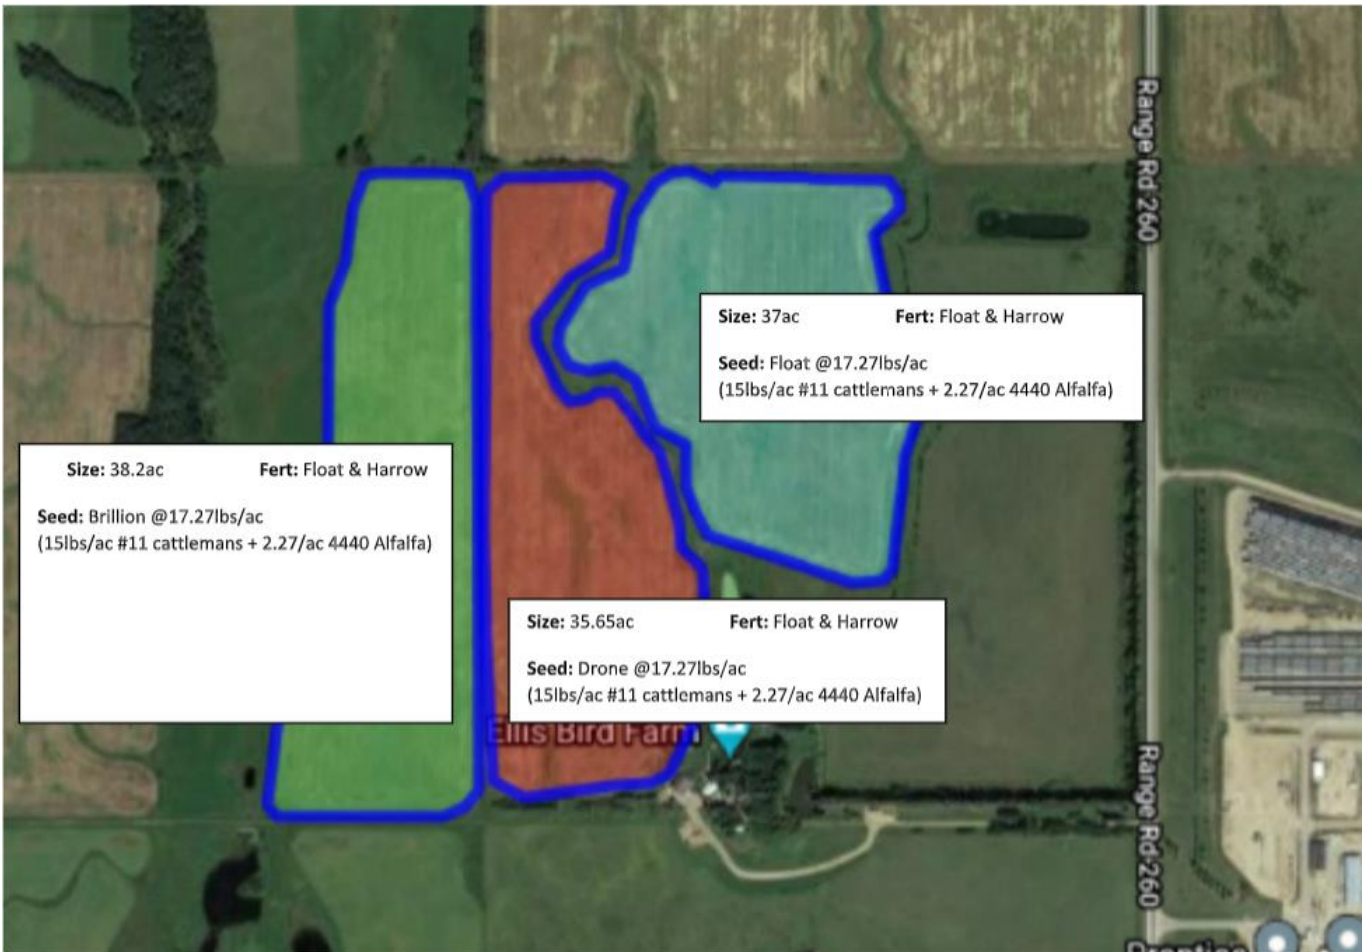 Range Rd 260
Size: 37ac Fert: Float & Harrow
Seed: Float @17.27lbs/ac
(15lbs/ac #11 cattlemans + 2.27/ac 4440 Alfalfa)
Size: 38.2ac Fert: Float & Harrow
Seed: Brillion @17.27lbs/ac
(15lbs/ac #11 cattlemans + 2.27/ac 4440 Alfalfa)
Size: 35.65ac Fert: Float & Harrow
Seed: Drone @17.27lbs/ac
(15lbs/ac #11 cattlemans + 2.27/ac 4440 Alfalfa)
Ellis Bird Farm
Range Rd 260